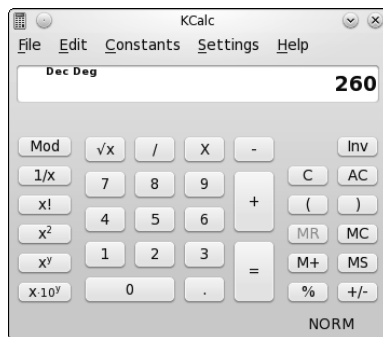 KCalc
File Edit Constants Settings Help
Dec Deg
260
Mod √x / X - Inv
1/x 7 8 9 + C AC
x! 4 5 6 ( )
x² MR MC
xʸ 1 2 3 = M+ MS
x·10ʸ 0 . % +/-
NORM